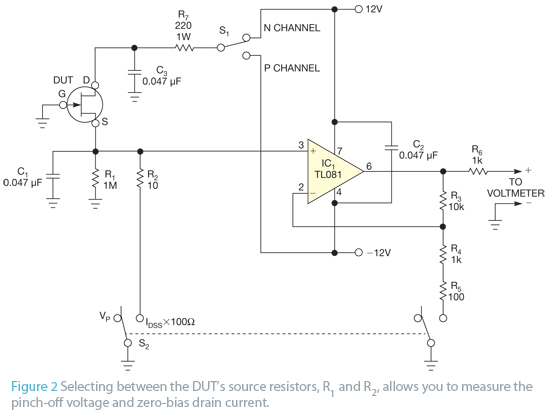 12V
R7
220
1W
S1
N CHANNEL
P CHANNEL
C3
0.047 µF
DUT
D
G
S
3
+
7
IC1
TL081
6
2
−
4
C2
0.047 µF
R6
1k
+
TO
VOLTMETER
−
C1
0.047 µF
R1
1M
R2
10
R3
10k
−12V
R4
1k
R5
100
VP
IDSS×100Ω
S2
Figure 2 Selecting between the DUT's source resistors, R1 and R2, allows you to measure the
pinch-off voltage and zero-bias drain current.